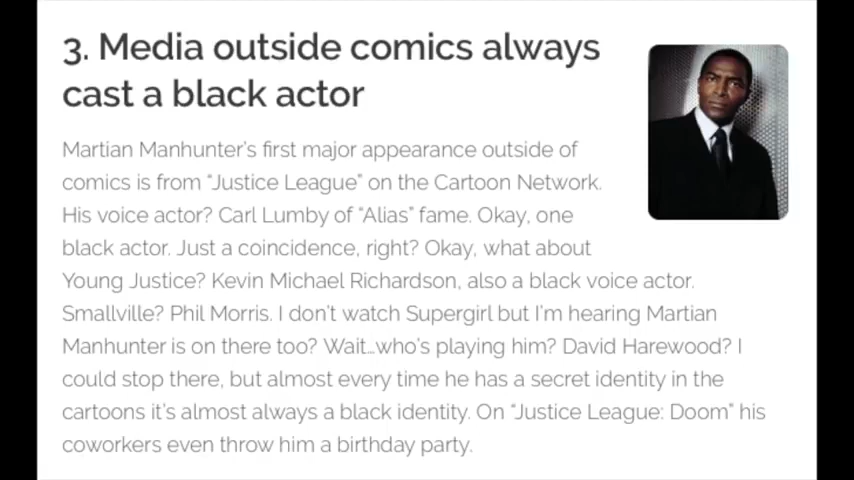 3. Media outside comics always
cast a black actor
Martian Manhunter's first major appearance outside of
comics is from “Justice League” on the Cartoon Network.
His voice actor? Carl Lumby of “Alias” fame. Okay, one
black actor. Just a coincidence, right? Okay, what about
Young Justice? Kevin Michael Richardson, also a black voice actor.
Smallville? Phil Morris. I don't watch Supergirl but I'm hearing Martian
Manhunter is on there too? Wait...who's playing him? David Harewood? I
could stop there, but almost every time he has a secret identity in the
cartoons it's almost always a black identity. On “Justice League: Doom” his
coworkers even throw him a birthday party.